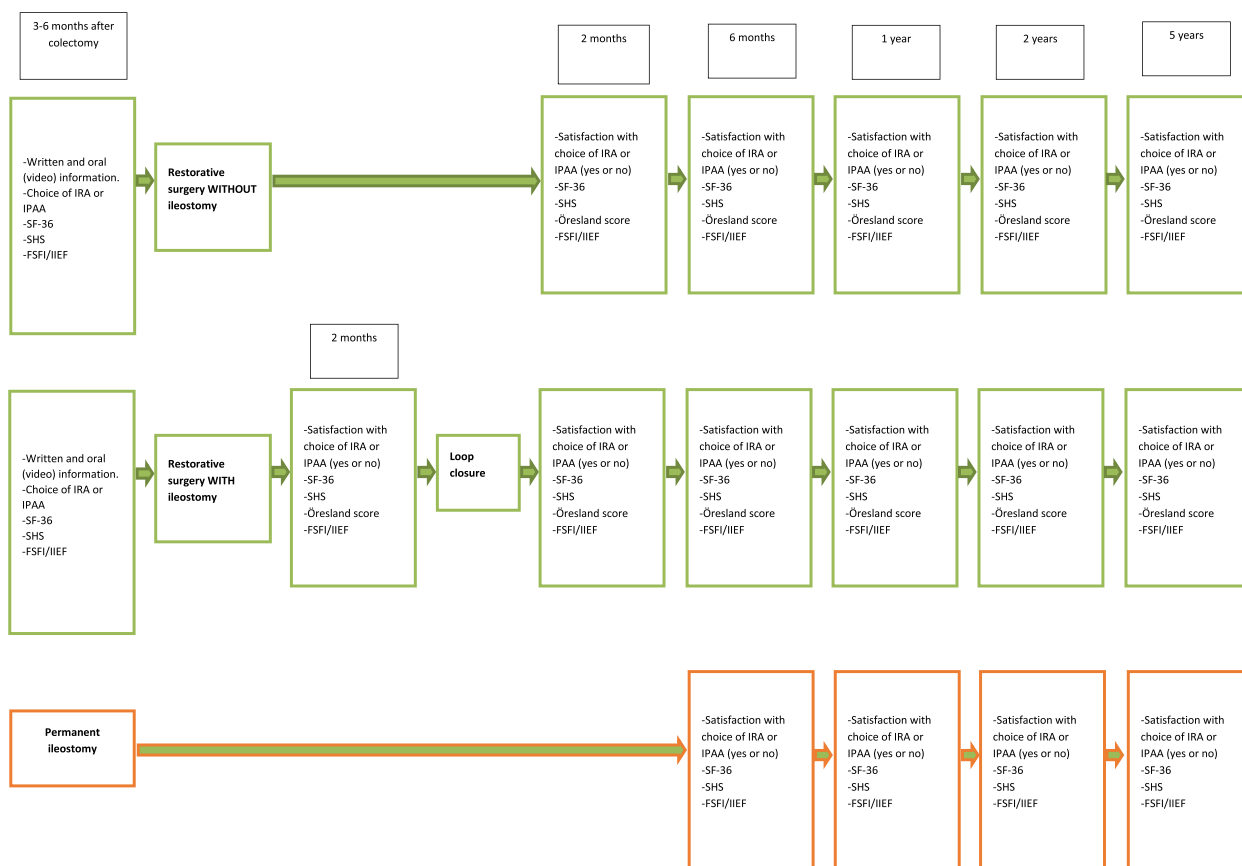 3-6 months after
colectomy
2 months
6 months
1 year
2 years
5 years
-Written and oral
(video) information.
-Choice of IRA or
IPAA
-SF-36
-SHS
-FSFI/IIEF
Restorative
surgery WITHOUT
ileostomy
-Satisfaction with
choice of IRA or
IPAA (yes or no)
-SF-36
-SHS
-Öresland score
-FSFI/IIEF
-Satisfaction with
choice of IRA or
IPAA (yes or no)
-SF-36
-SHS
-Öresland score
-FSFI/IIEF
-Satisfaction with
choice of IRA or
IPAA (yes or no)
-SF-36
-SHS
-Öresland score
-FSFI/IIEF
-Satisfaction with
choice of IRA or
IPAA (yes or no)
-SF-36
-SHS
-Öresland score
-FSFI/IIEF
-Satisfaction with
choice of IRA or
IPAA (yes or no)
-SF-36
-SHS
-Öresland score
-FSFI/IIEF
2 months
-Written and oral
(video) information.
-Choice of IRA or
IPAA
-SF-36
-SHS
-FSFI/IIEF
Restorative
surgery WITH
ileostomy
-Satisfaction with
choice of IRA or
IPAA (yes or no)
-SF-36
-SHS
-Öresland score
-FSFI/IIEF
Loop
closure
-Satisfaction with
choice of IRA or
IPAA (yes or no)
-SF-36
-SHS
-Öresland score
-FSFI/IIEF
-Satisfaction with
choice of IRA or
IPAA (yes or no)
-SF-36
-SHS
-Öresland score
-FSFI/IIEF
-Satisfaction with
choice of IRA or
IPAA (yes or no)
-SF-36
-SHS
-Öresland score
-FSFI/IIEF
-Satisfaction with
choice of IRA or
IPAA (yes or no)
-SF-36
-SHS
-Öresland score
-FSFI/IIEF
-Satisfaction with
choice of IRA or
IPAA (yes or no)
-SF-36
-SHS
-Öresland score
-FSFI/IIEF
Permanent
ileostomy
-Satisfaction with
choice of IRA or
IPAA (yes or no)
-SF-36
-SHS
-FSFI/IIEF
-Satisfaction with
choice of IRA or
IPAA (yes or no)
-SF-36
-SHS
-FSFI/IIEF
-Satisfaction with
choice of IRA or
IPAA (yes or no)
-SF-36
-SHS
-FSFI/IIEF
-Satisfaction with
choice of IRA or
IPAA (yes or no)
-SF-36
-SHS
-FSFI/IIEF